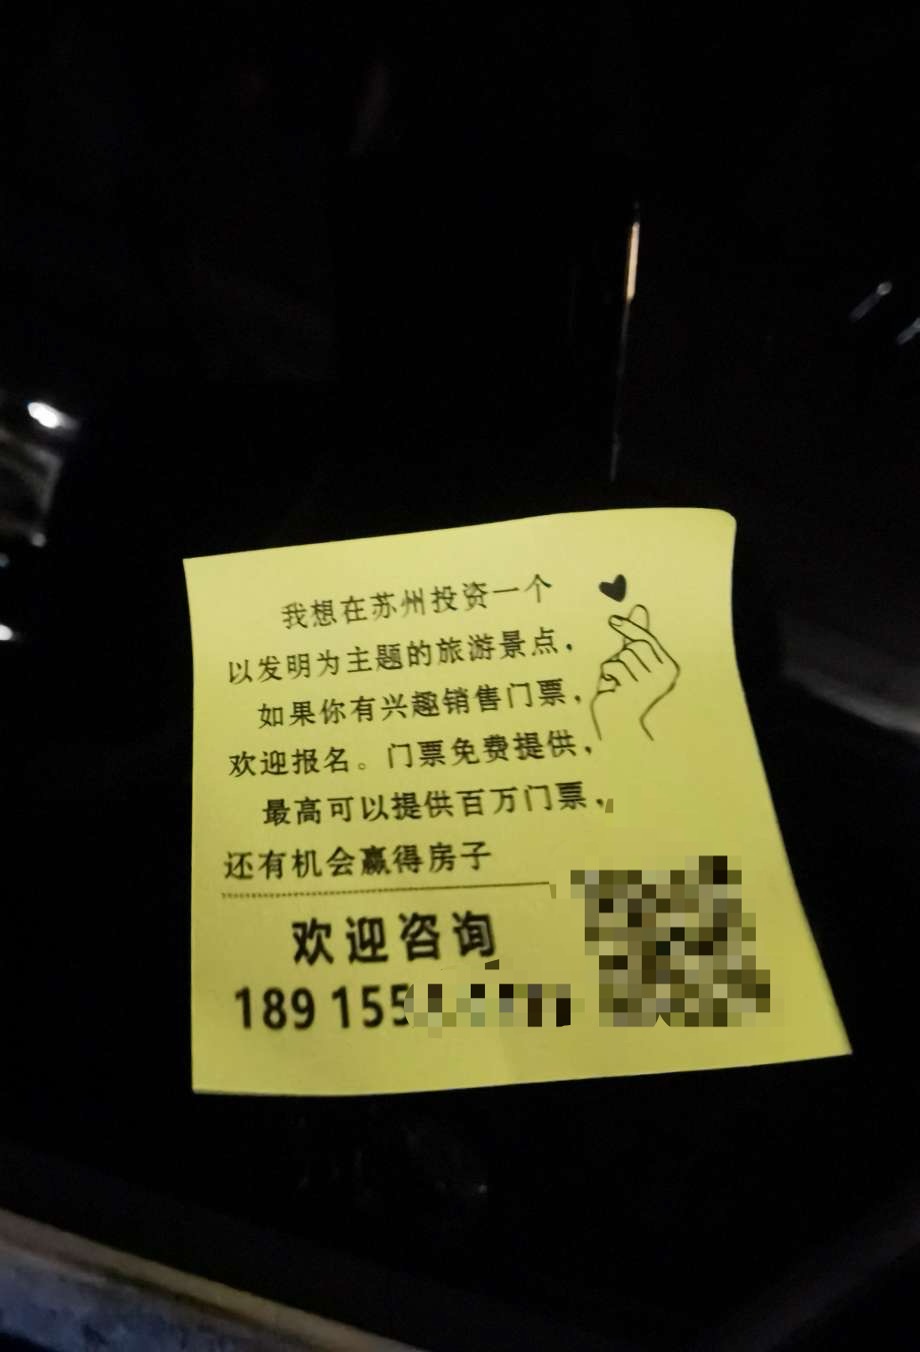 我想在苏州投资一个
以发明为主题的旅游景点，
如果你有兴趣销售门票，
欢迎报名。门票免费提供，
最高可以提供百万门票，
还有机会赢得房子
欢迎咨询
189 155